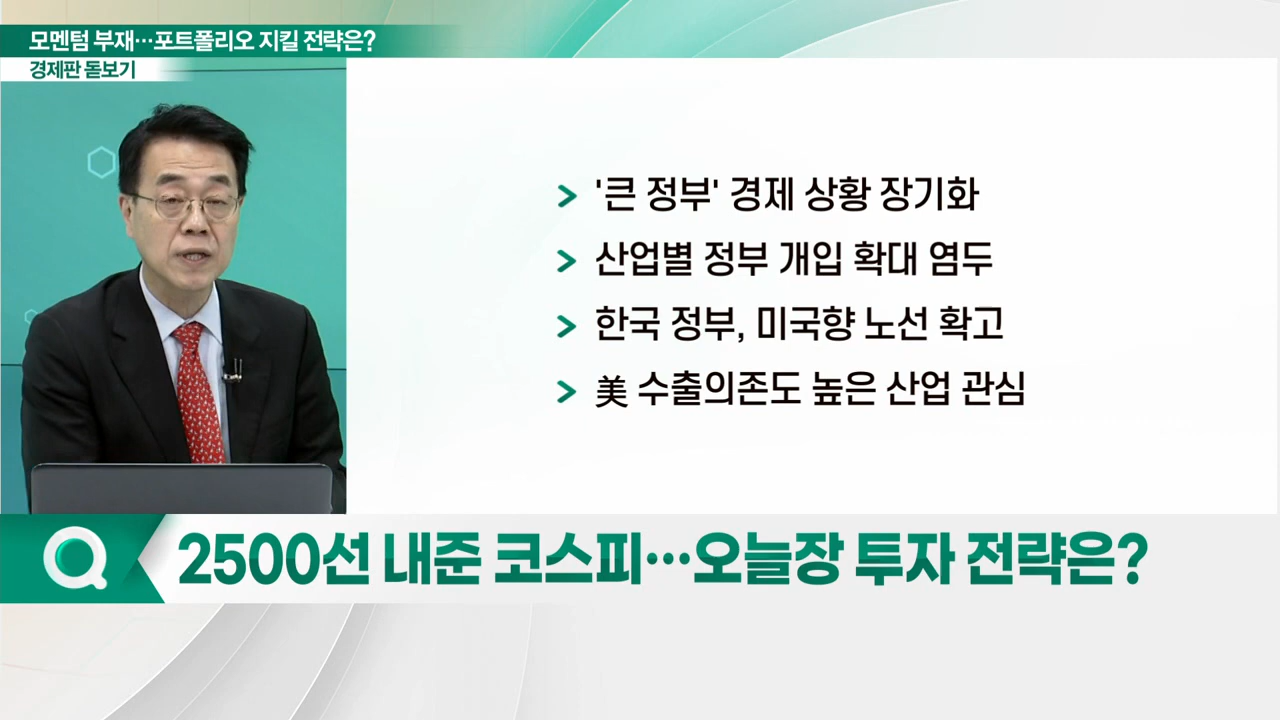 모멘텀 부재…포트폴리오 지킬 전략은?
경제판 돋보기
'큰 정부' 경제 상황 장기화
산업별 정부 개입 확대 염두
한국 정부, 미국향 노선 확고
美 수출의존도 높은 산업 관심
2500선 내준 코스피…오늘장 투자 전략은?